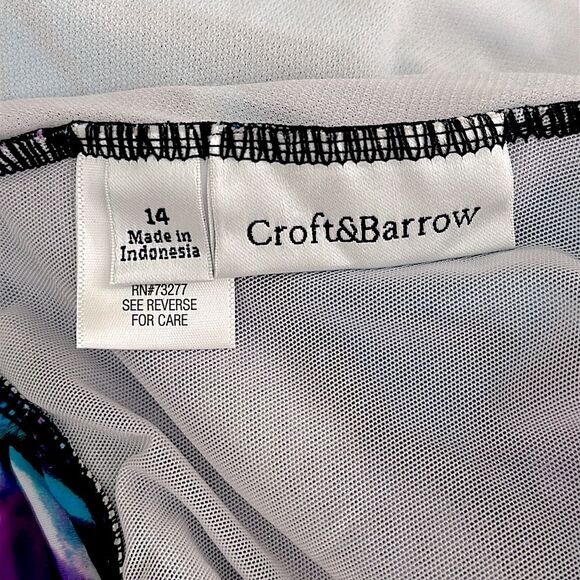 14
Made in
Indonesia
Croft&Barrow
RN#73277
SEE REVERSE
FOR CARE